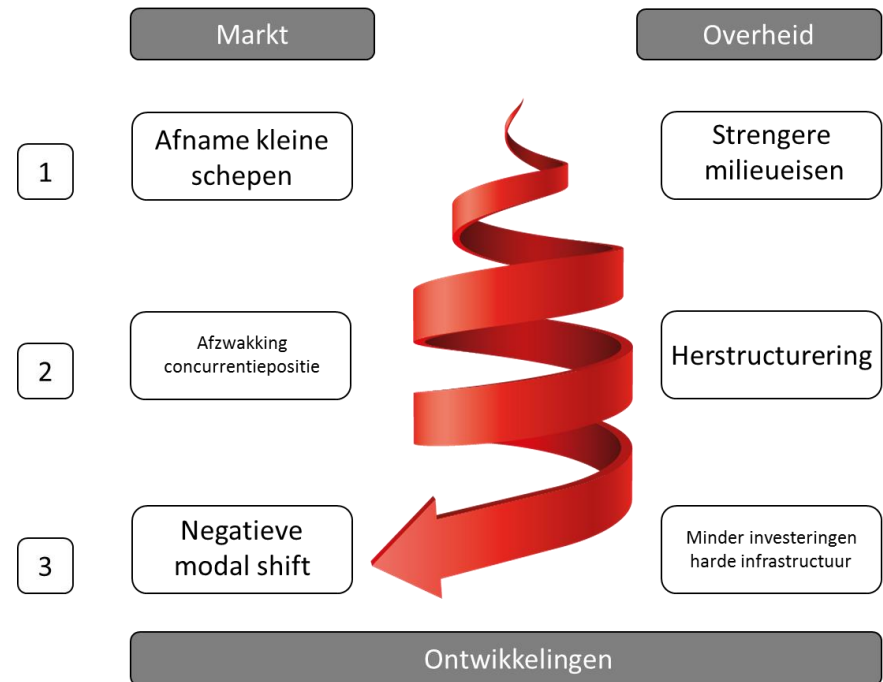 Markt
Overheid
1
Afname kleine
schepen
Strengere
milieueisen
2
Afzwakking
concurrentiepositie
Herstructurering
3
Negatieve
modal shift
Minder investeringen
harde infrastructuur
Ontwikkelingen